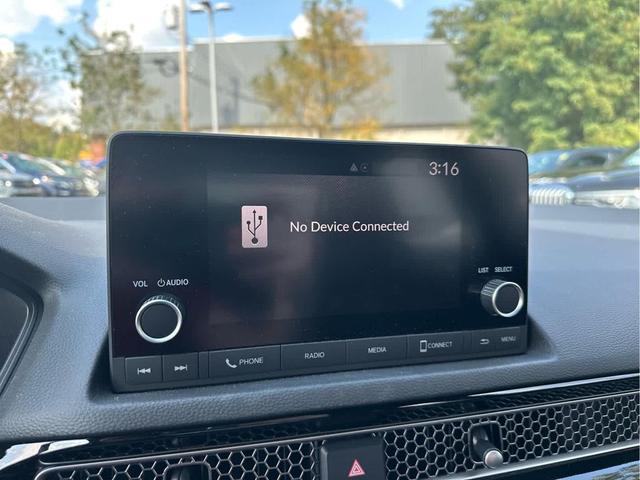 3:16
No Device Connected
VOL AUDIO
LIST SELECT
PHONE RADIO MEDIA CONNECT MENU